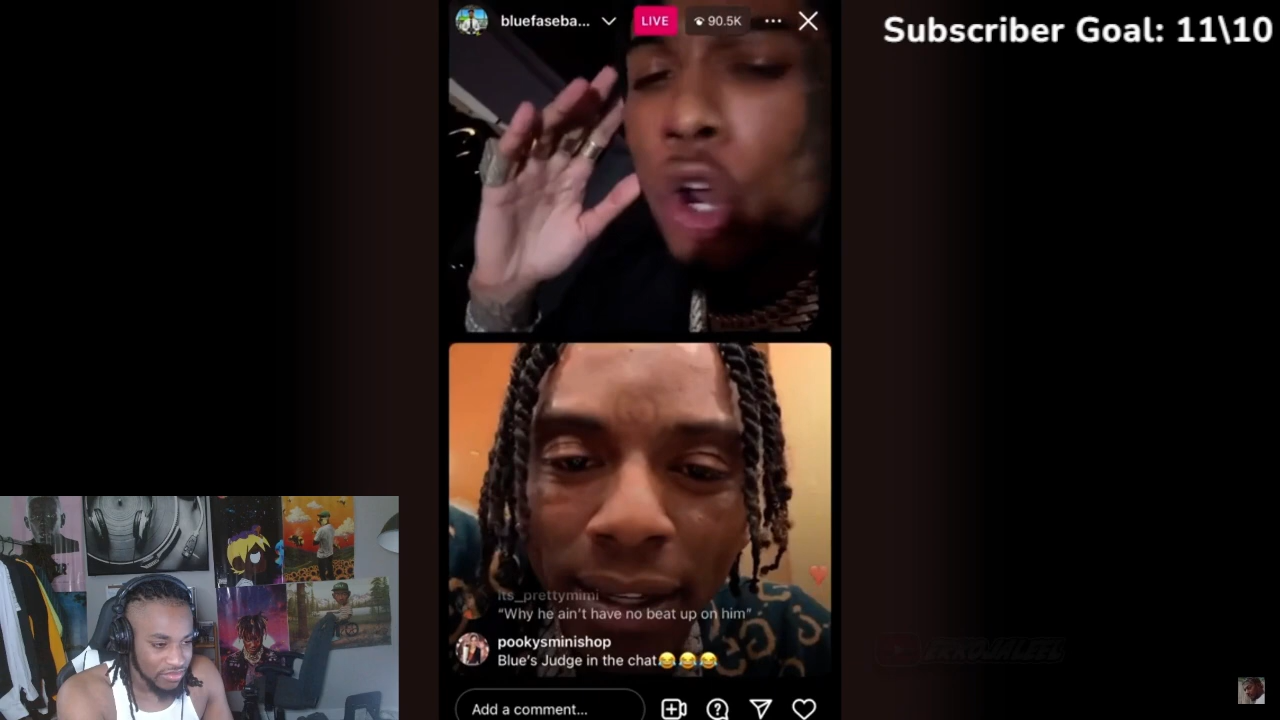 bluefaseba...
LIVE
90.5K
Subscriber Goal: 11\10
its_prettymimi
“Why he ain’t have no beat up on him”
pookysminishop
Blue’s Judge in the chat😂😂😂
Add a comment...